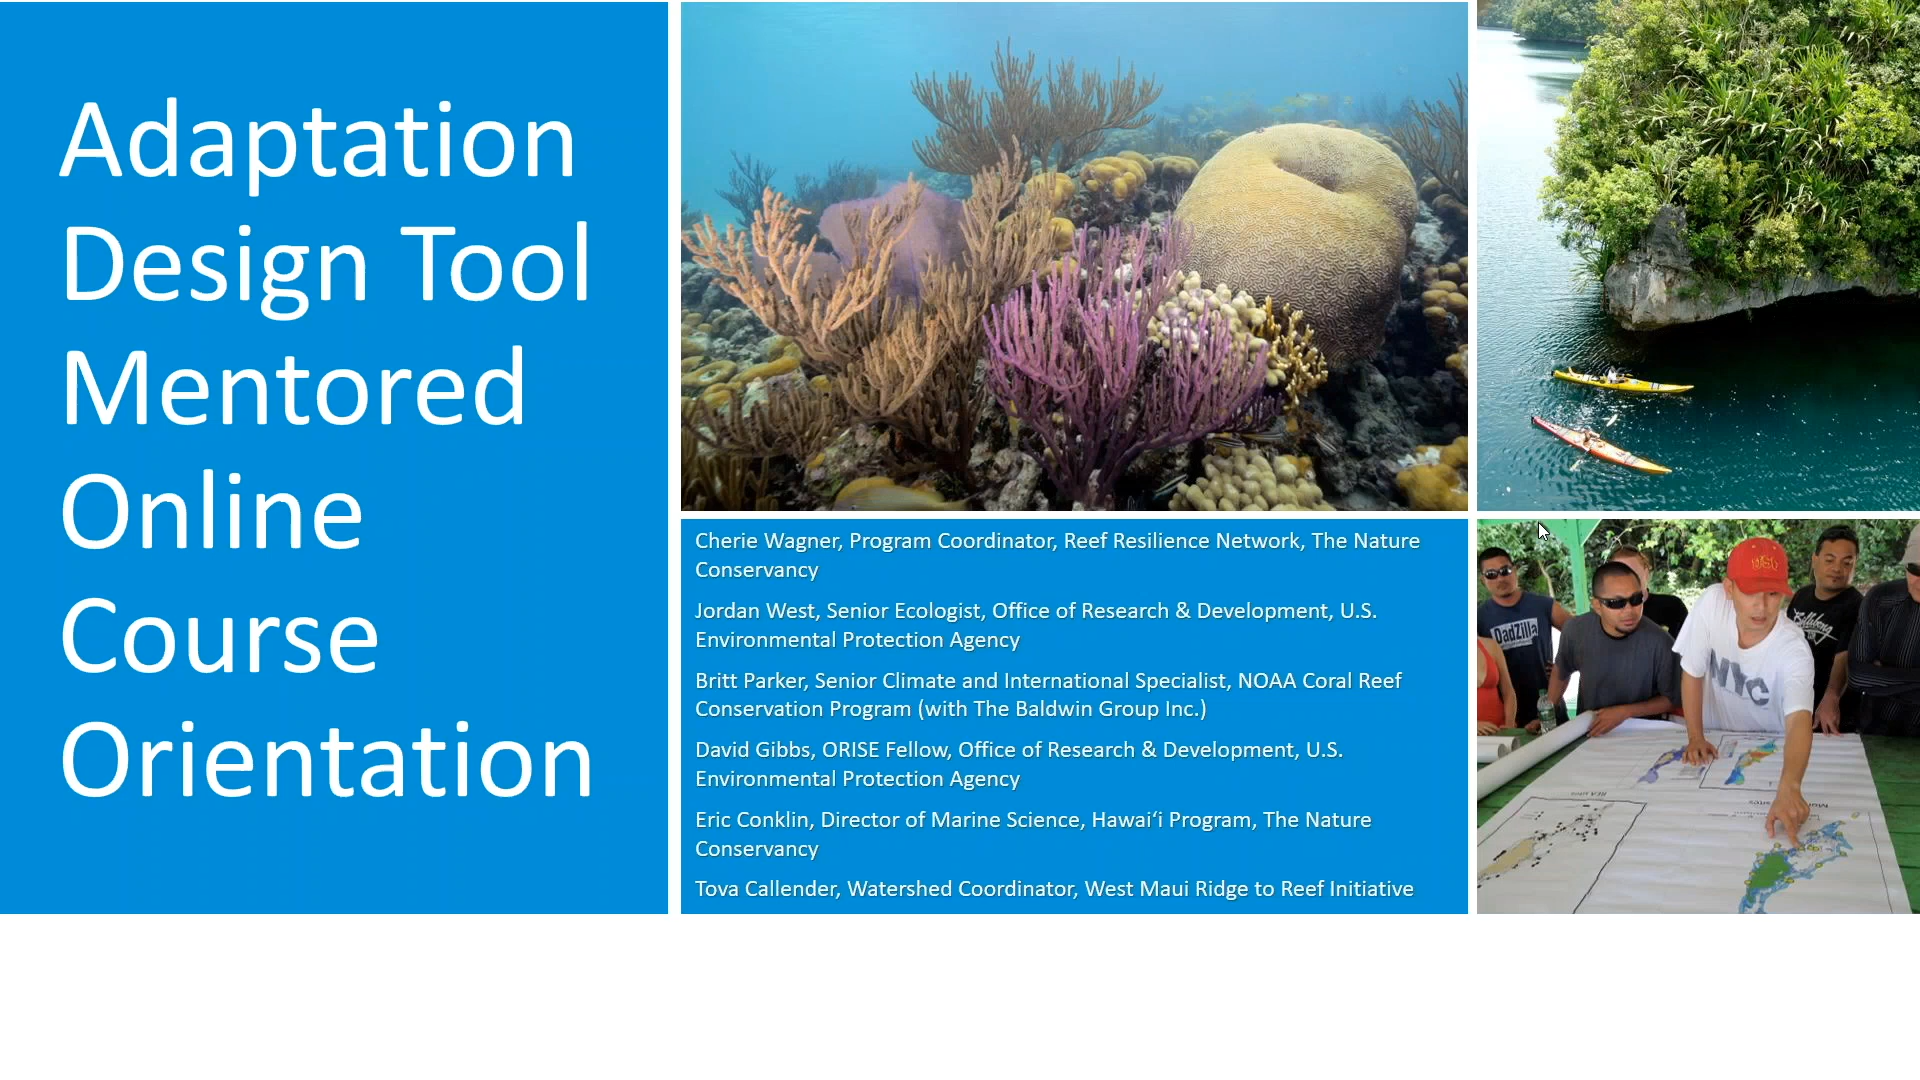 Adaptation
Design Tool
Mentored
Online
Course
Orientation
Cherie Wagner, Program Coordinator, Reef Resilience Network, The Nature
Conservancy
Jordan West, Senior Ecologist, Office of Research & Development, U.S.
Environmental Protection Agency
Britt Parker, Senior Climate and International Specialist, NOAA Coral Reef
Conservation Program (with The Baldwin Group Inc.)
David Gibbs, ORISE Fellow, Office of Research & Development, U.S.
Environmental Protection Agency
Eric Conklin, Director of Marine Science, Hawaiʻi Program, The Nature
Conservancy
Tova Callender, Watershed Coordinator, West Maui Ridge to Reef Initiative
DadZilla
Billabong
NYC